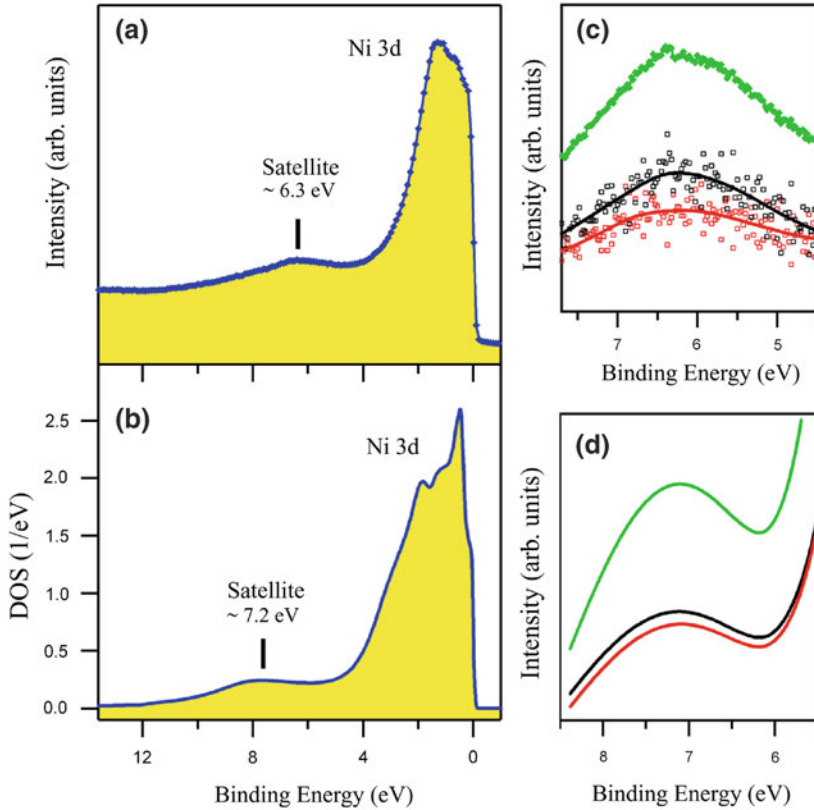 (a)
Ni 3d
Satellite
~ 6.3 eV
Intensity (arb. units)
(b)
Ni 3d
Satellite
~ 7.2 eV
DOS (1/eV)
2.5
2.0
1.5
1.0
0.5
0.0
12 8 4 0
Binding Energy (eV)
(c)
Intensity (arb. units)
7 6 5
Binding Energy (eV)
(d)
Intensity (arb. units)
8 7 6
Binding Energy (eV)